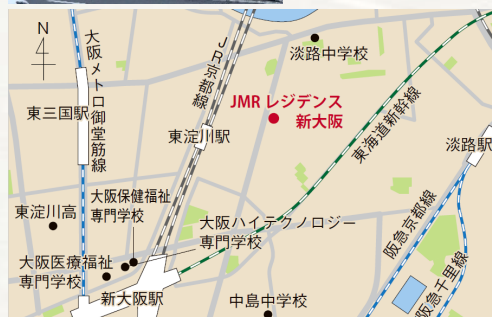 N
大阪メトロ御堂筋線
JR京都線
淡路中学校
JMR レジデンス
新大阪
東三国駅
東淀川駅
東海道新幹線
淡路駅
大阪保健福祉
専門学校
東淀川高
大阪ハイテクノロジー
専門学校
阪急京都線
大阪医療福祉
専門学校
新大阪駅
中島中学校
阪急千里線